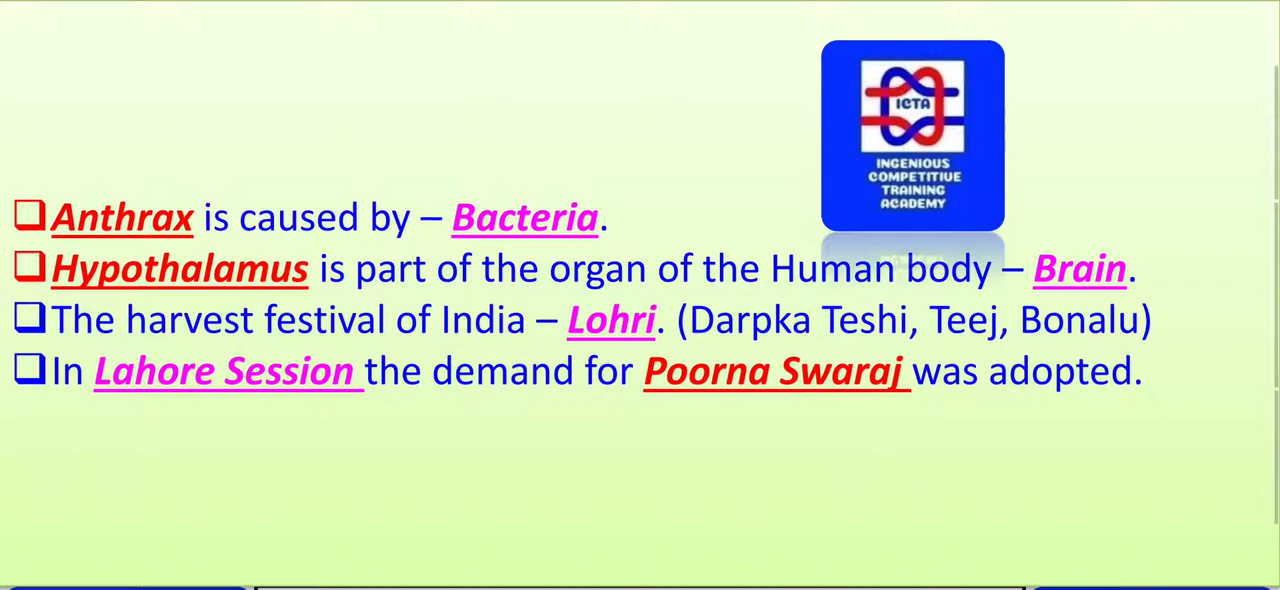 ICTA
INGENIOUS
COMPETITIUE
TRAINING
ACADEMY
❑Anthrax is caused by – Bacteria.
❑Hypothalamus is part of the organ of the Human body – Brain.
❑The harvest festival of India – Lohri. (Darpka Teshi, Teej, Bonalu)
❑In Lahore Session the demand for Poorna Swaraj was adopted.